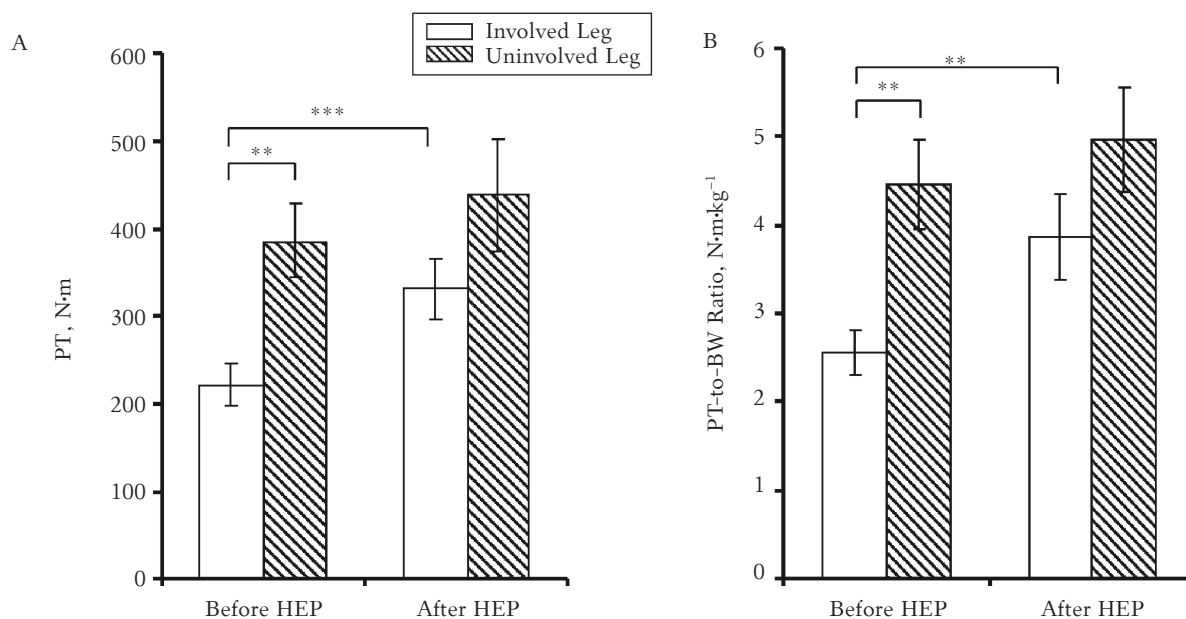 A
Involved Leg
Uninvolved Leg
PT, N·m
600
500
400
300
200
100
0
***
**
Before HEP
After HEP
B
PT-to-BW Ratio, N·m·kg⁻¹
6
5
4
3
2
1
0
**
**
Before HEP
After HEP